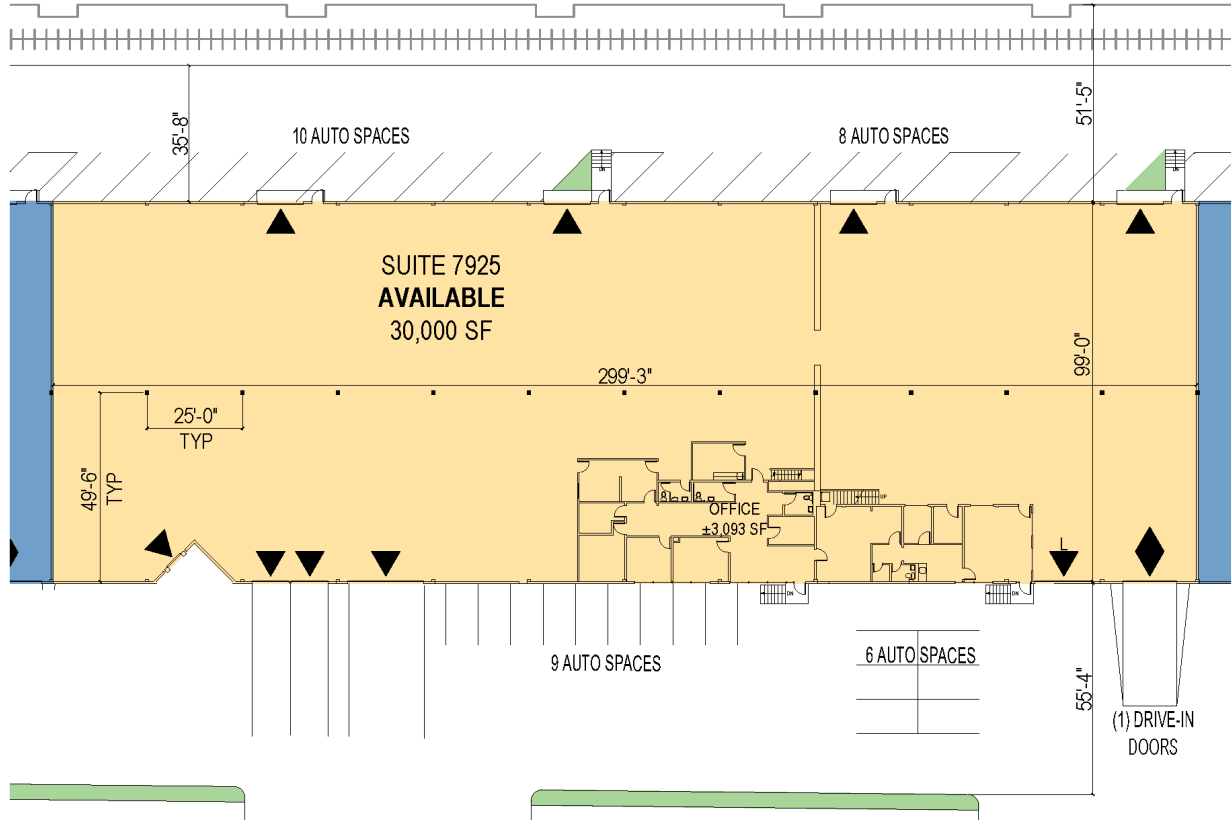 51'-5"
35'-8"
10 AUTO SPACES
8 AUTO SPACES
DN
DN
SUITE 7925
AVAILABLE
30,000 SF
99'-0"
299'-3"
25'-0"
TYP
49'-6"
TYP
OFFICE
±3,093 SF
UP
L
DN
DN
9 AUTO SPACES
6 AUTO SPACES
55'-4"
(1) DRIVE-IN
DOORS